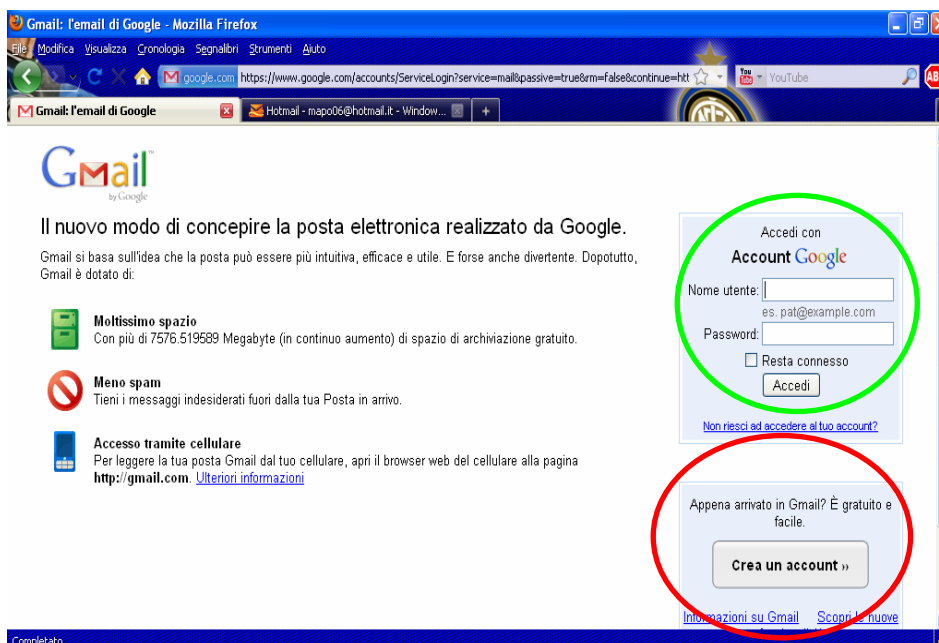 Gmail: l'email di Google - Mozilla Firefox
File Modifica Visualizza Cronologia Segnalibri Strumenti Aiuto
google.com https://www.google.com/accounts/ServiceLogin?service=mail&passive=true&rm=false&continue=htt You Tube YouTube AB
Gmail: l'email di Google Hotmail - mapo06@hotmail.it - Window... +
Gmail™
by Google
Il nuovo modo di concepire la posta elettronica realizzato da Google.
Gmail si basa sull'idea che la posta può essere più intuitiva, efficace e utile. E forse anche divertente. Dopotutto,
Gmail è dotato di:
Moltissimo spazio
Con più di 7576.519589 Megabyte (in continuo aumento) di spazio di archiviazione gratuito.
Meno spam
Tieni i messaggi indesiderati fuori dalla tua Posta in arrivo.
Accesso tramite cellulare
Per leggere la tua posta Gmail dal tuo cellulare, apri il browser web del cellulare alla pagina
http://gmail.com. Ulteriori informazioni
Accedi con
Account Google
Nome utente:
es. pat@example.com
Password:
Resta connesso
Accedi
Non riesci ad accedere al tuo account?
Appena arrivato in Gmail? È gratuito e
facile.
Crea un account »
Informazioni su Gmail Scopri le nuove
Completato